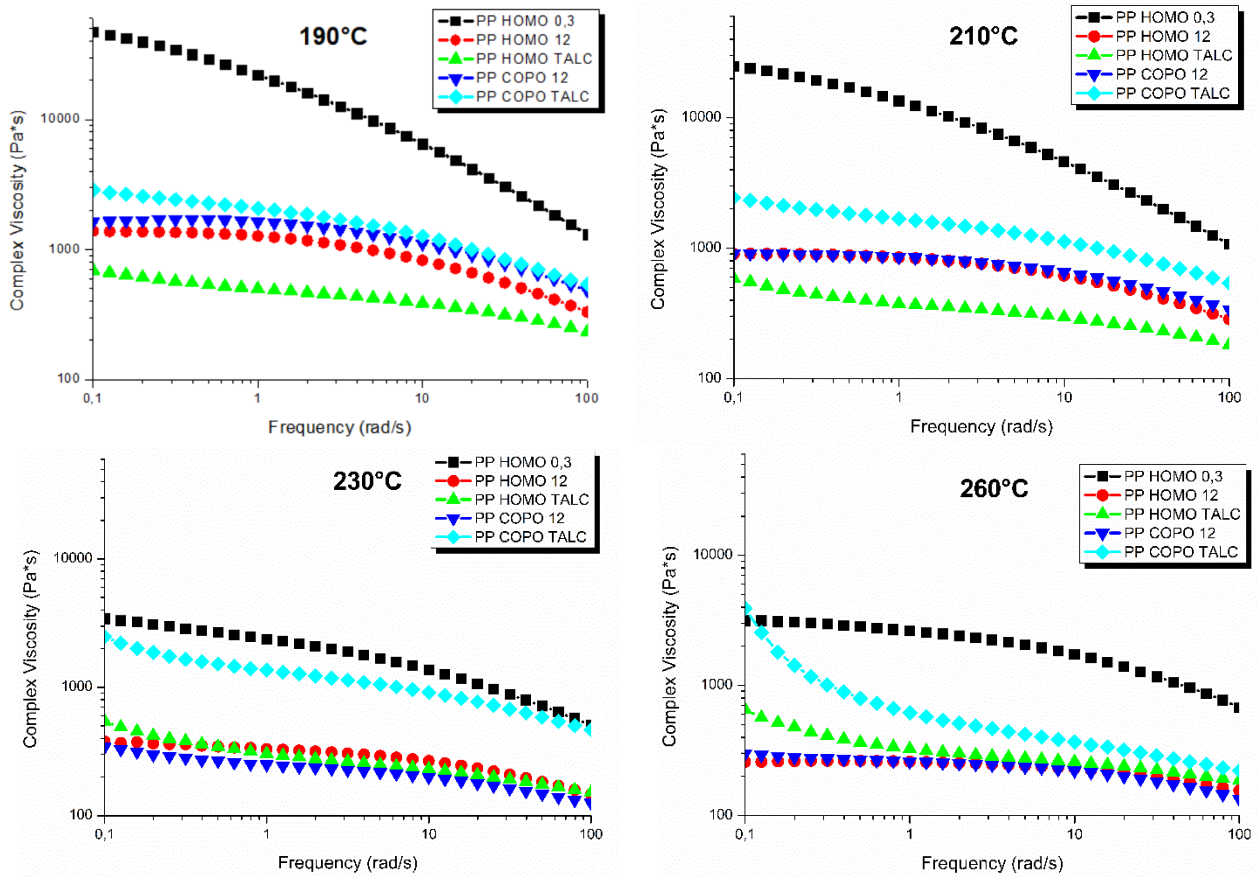 190°C
PP HOMO 0,3
PP HOMO 12
PP HOMO TALC
PP COPO 12
PP COPO TALC
Complex Viscosity (Pa*s)
10000
1000
100
0,1
1
10
100
Frequency (rad/s)
210°C
PP HOMO 0,3
PP HOMO 12
PP HOMO TALC
PP COPO 12
PP COPO TALC
Complex Viscosity (Pa*s)
10000
1000
100
0,1
1
10
100
Frequency (rad/s)
230°C
PP HOMO 0,3
PP HOMO 12
PP HOMO TALC
PP COPO 12
PP COPO TALC
Complex Viscosity (Pa*s)
10000
1000
100
0,1
1
10
100
Frequency (rad/s)
260°C
PP HOMO 0,3
PP HOMO 12
PP HOMO TALC
PP COPO 12
PP COPO TALC
Complex Viscosity (Pa*s)
10000
1000
100
0,1
1
10
100
Frequency (rad/s)